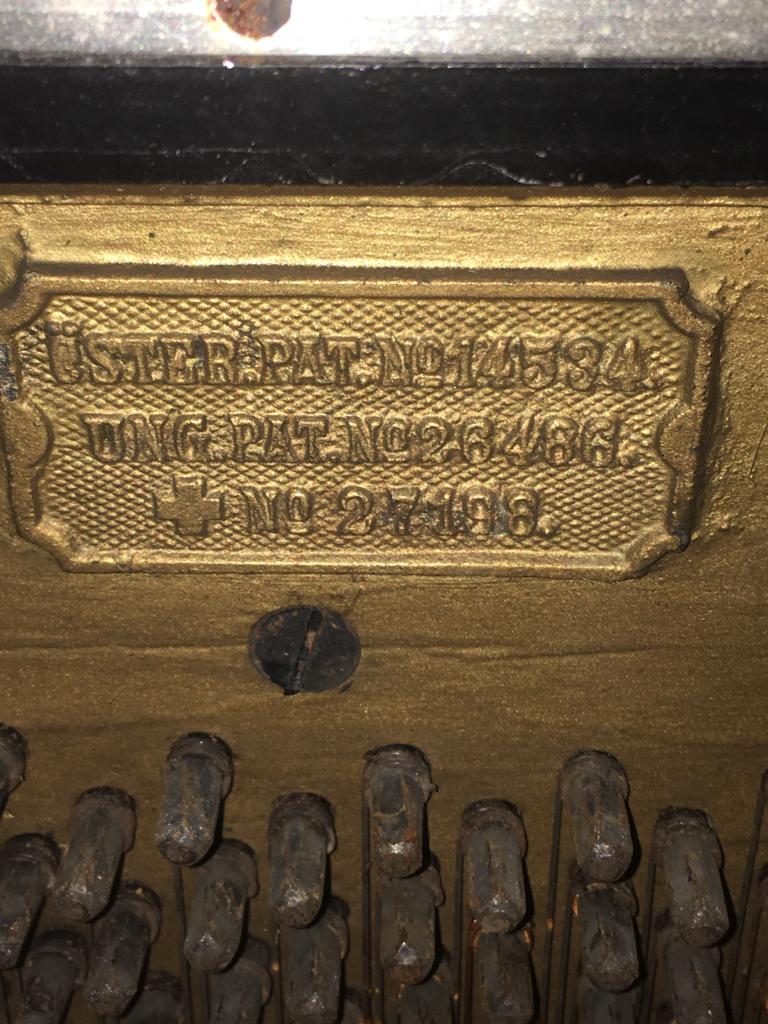 ÖSTER.PAT.No14534.
UNG.PAT.No26486.
✚ No 27198.